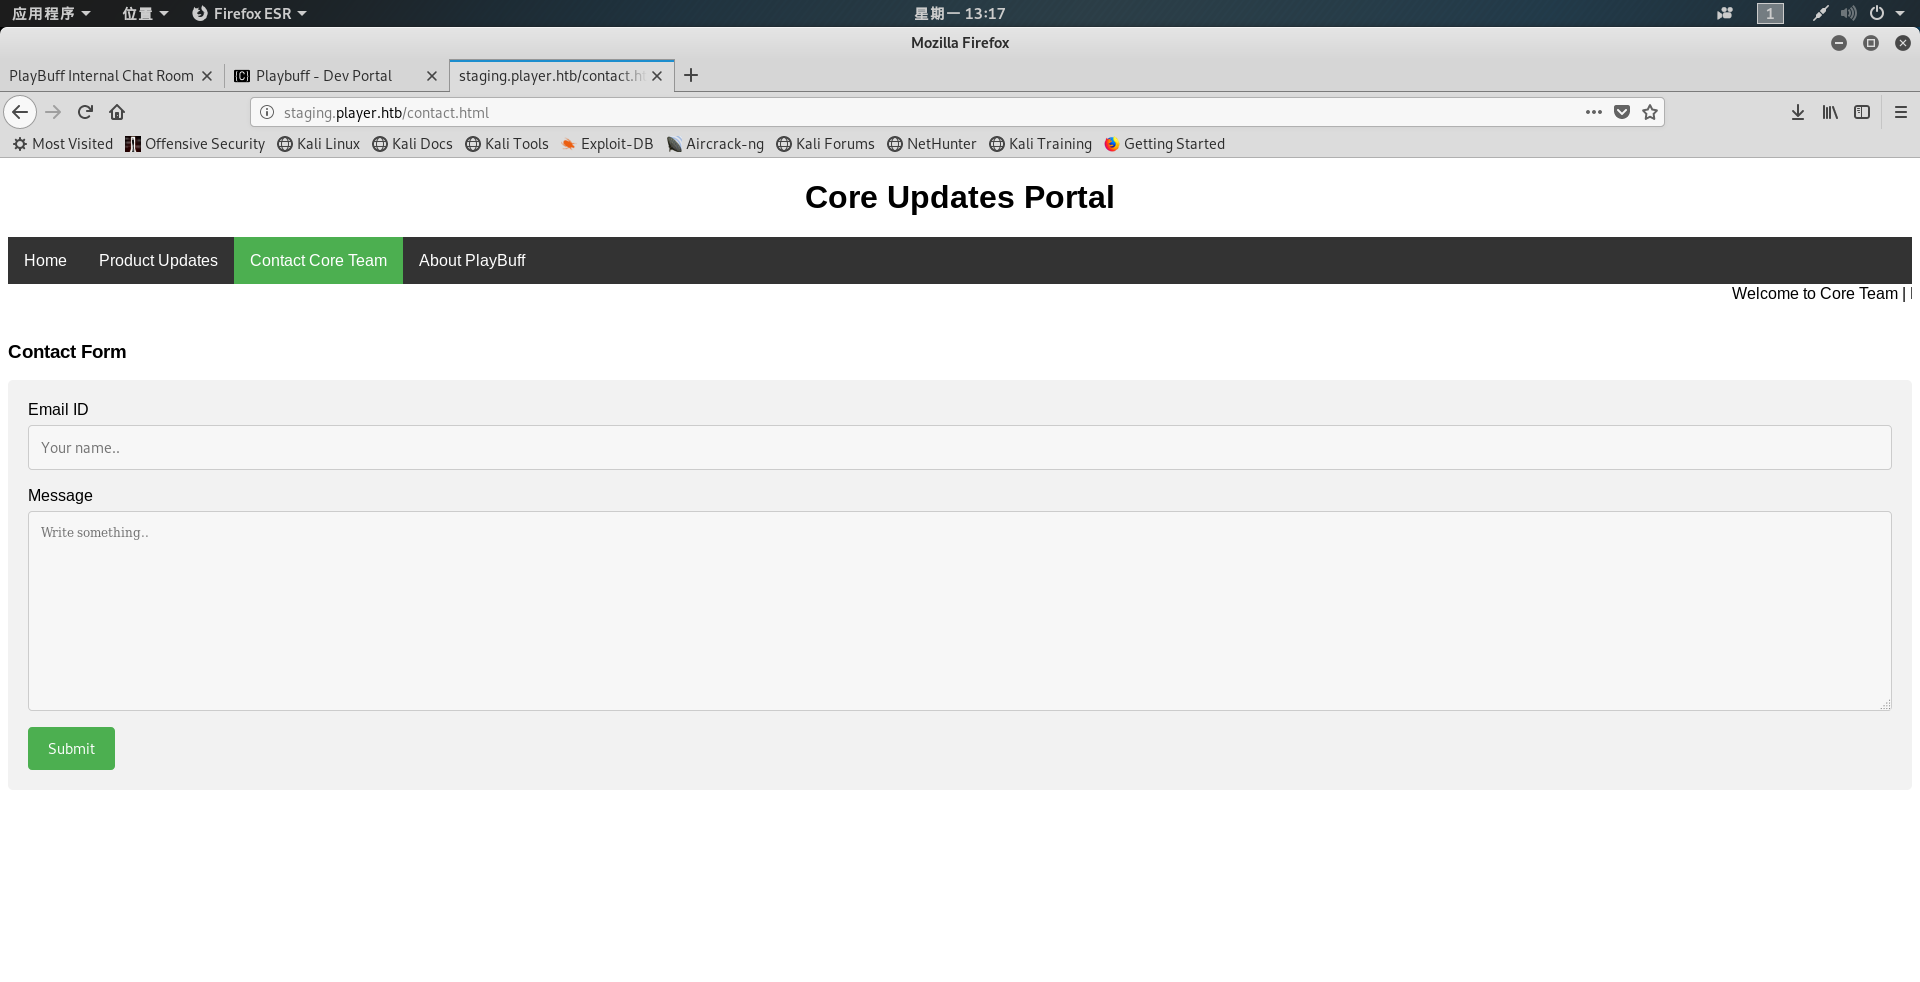 应用程序 位置 Firefox ESR 星期一 13:17 1
Mozilla Firefox
PlayBuff Internal Chat Room Playbuff - Dev Portal staging.player.htb/contact.h
staging.player.htb/contact.html
Most Visited Offensive Security Kali Linux Kali Docs Kali Tools Exploit-DB Aircrack-ng Kali Forums NetHunter Kali Training Getting Started
Core Updates Portal
Home Product Updates Contact Core Team About PlayBuff
Welcome to Core Team |
Contact Form
Email ID
Your name..
Message
Write something..
Submit